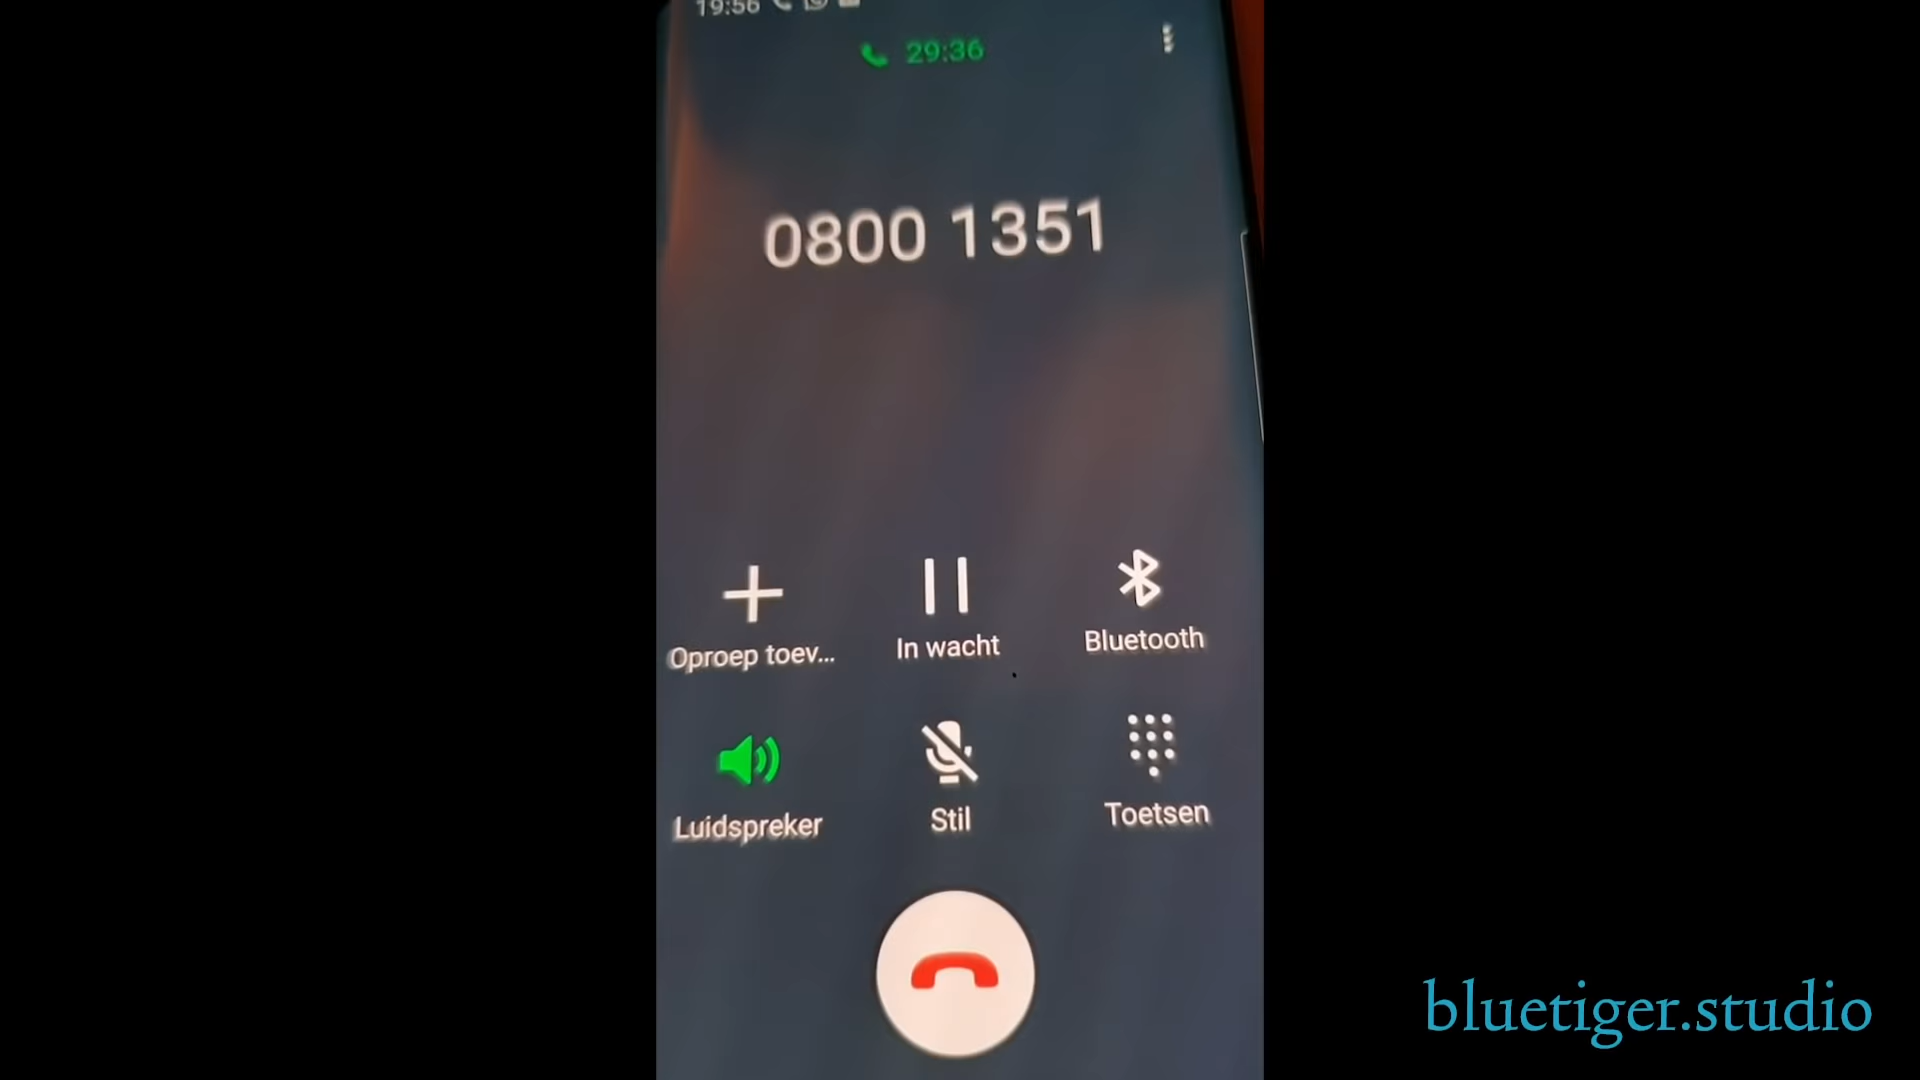 19:56
29:36
0800 1351
Oproep toev...
In wacht
Bluetooth
Luidspreker
Stil
Toetsen
bluetiger.studio